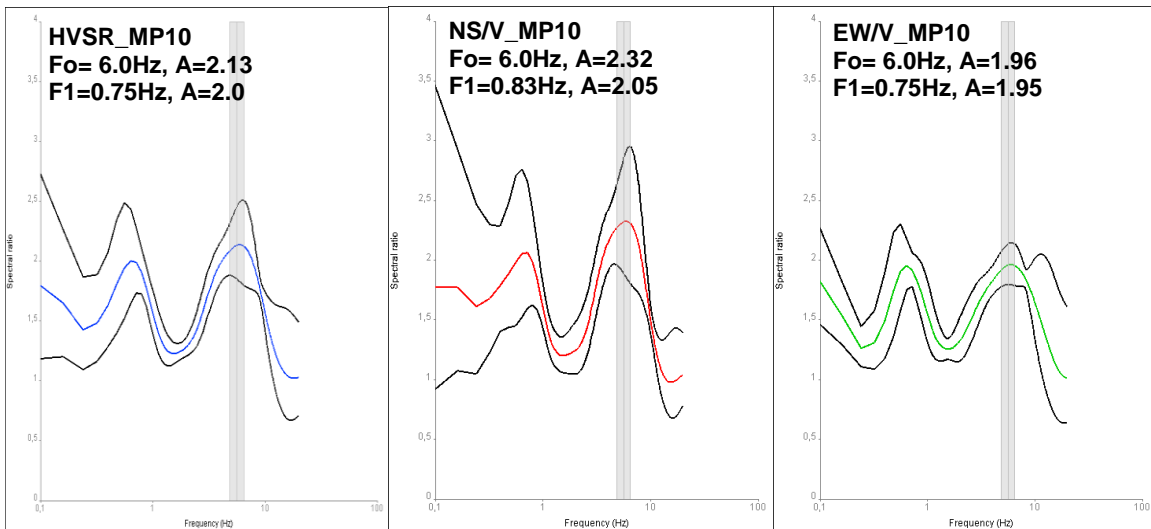 HVSR_MP10
Fo= 6.0Hz, A=2.13
F1=0.75Hz, A=2.0
4
3,5
3
2,5
2
1,5
1
0,5
0
Spectral ratio
0,1
1
10
100
Frequency (Hz)
NS/V_MP10
Fo= 6.0Hz, A=2.32
F1=0.83Hz, A=2.05
4
3,5
3
2,5
2
1,5
1
0,5
0
Spectral ratio
0,1
1
10
100
Frequency (Hz)
EW/V_MP10
Fo= 6.0Hz, A=1.96
F1=0.75Hz, A=1.95
4
3,5
3
2,5
2
1,5
1
0,5
0
Spectral ratio
0,1
1
10
100
Frequency (Hz)